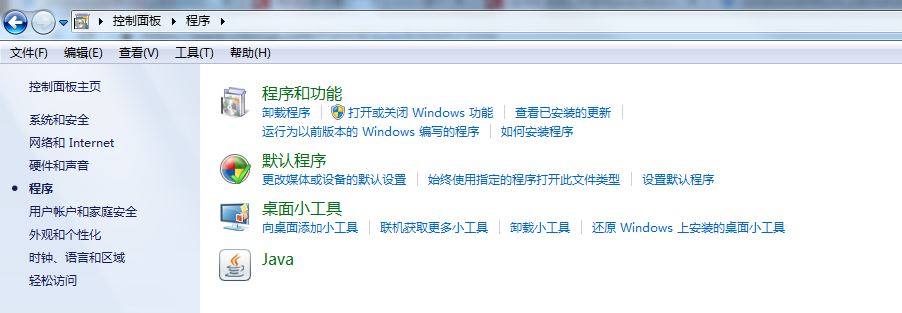 控制面板 程序
文件(F) 编辑(E) 查看(V) 工具(T) 帮助(H)
控制面板主页
系统和安全
网络和 Internet
硬件和声音
程序
用户帐户和家庭安全
外观和个性化
时钟、语言和区域
轻松访问
程序和功能
卸载程序 打开或关闭 Windows 功能 查看已安装的更新
运行为以前版本的 Windows 编写的程序 如何安装程序
默认程序
更改媒体或设备的默认设置 始终使用指定的程序打开此文件类型 设置默认程序
桌面小工具
向桌面添加小工具 联机获取更多小工具 卸载小工具 还原 Windows 上安装的桌面小工具
Java